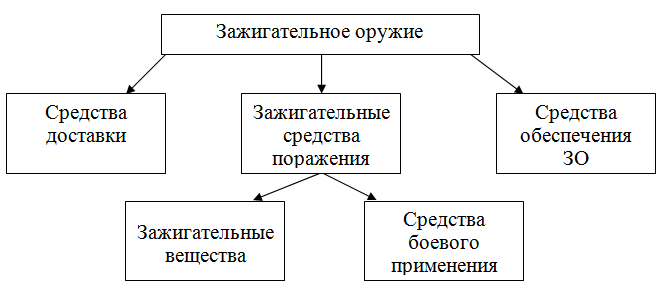 Зажигательное оружие
Средства
доставки
Зажигательные
средства
поражения
Средства
обеспечения
ЗО
Зажигательные
вещества
Средства
боевого
применения